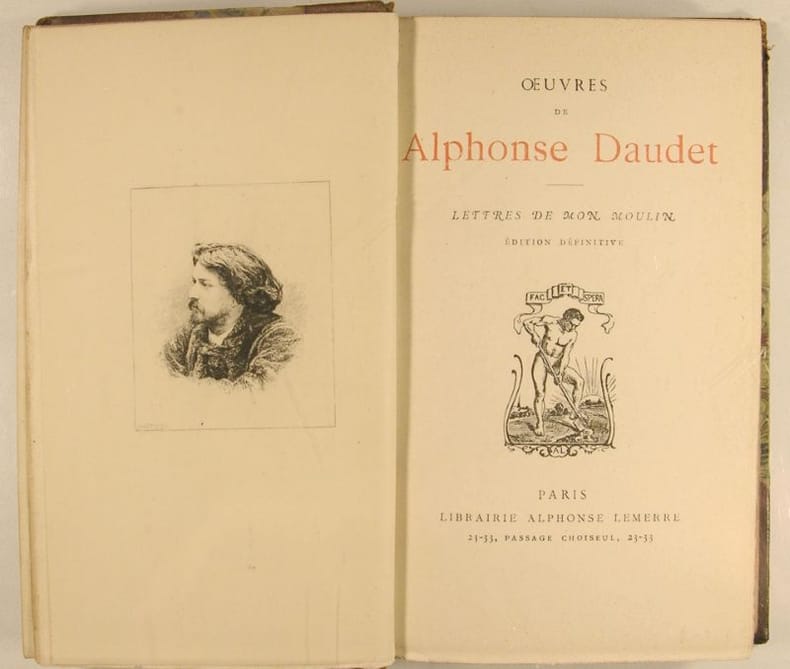 ŒUVRES
DE
Alphonse Daudet
LETTRES DE MON MOULIN
ÉDITION DÉFINITIVE
FAC ET SPERA
AL
PARIS
LIBRAIRIE ALPHONSE LEMERRE
23-33, PASSAGE CHOISEUL, 23-33